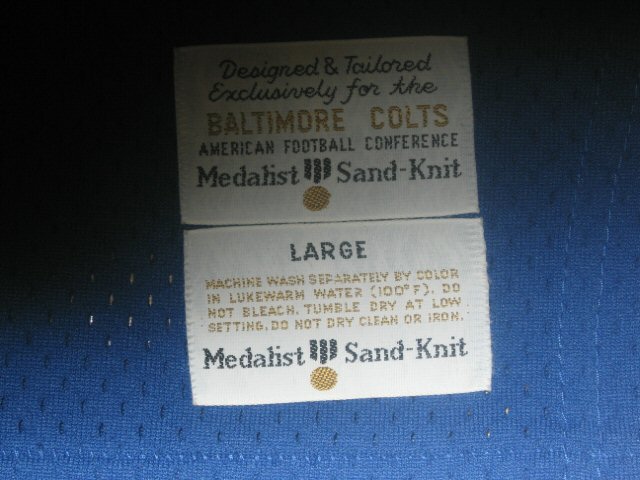 Designed & Tailored
Exclusively for the
BALTIMORE COLTS
AMERICAN FOOTBALL CONFERENCE
Medalist Sand-Knit
LARGE
MACHINE WASH SEPARATELY BY COLOR
IN LUKEWARM WATER (100°F). DO
NOT BLEACH. TUMBLE DRY AT LOW
SETTING. DO NOT DRY CLEAN OR IRON.
Medalist Sand-Knit